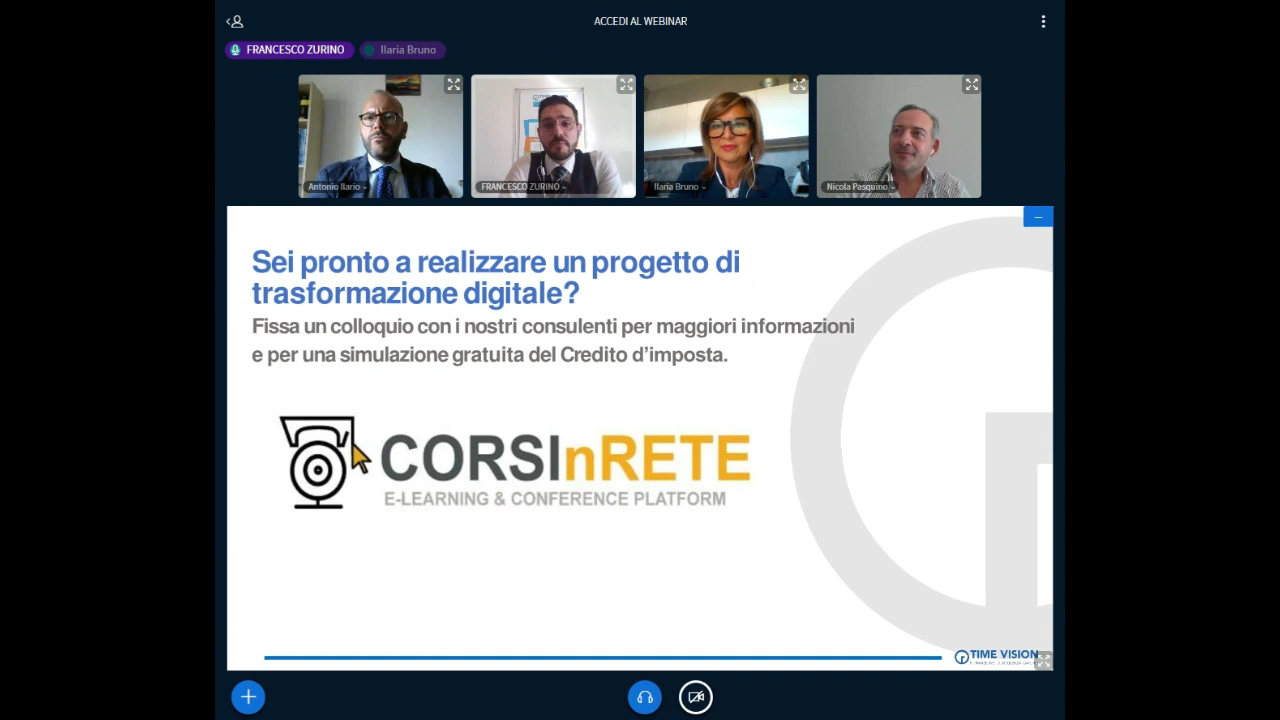 ACCEDI AL WEBINAR
FRANCESCO ZURINO
Ilaria Bruno
Antonio Ilario
FRANCESCO ZURINO
Ilaria Bruno
Nicola Pasquino
Sei pronto a realizzare un progetto di
trasformazione digitale?
Fissa un colloquio con i nostri consulenti per maggiori informazioni
e per una simulazione gratuita del Credito d’imposta.
CORSInRETE
E-LEARNING & CONFERENCE PLATFORM
TIME VISION